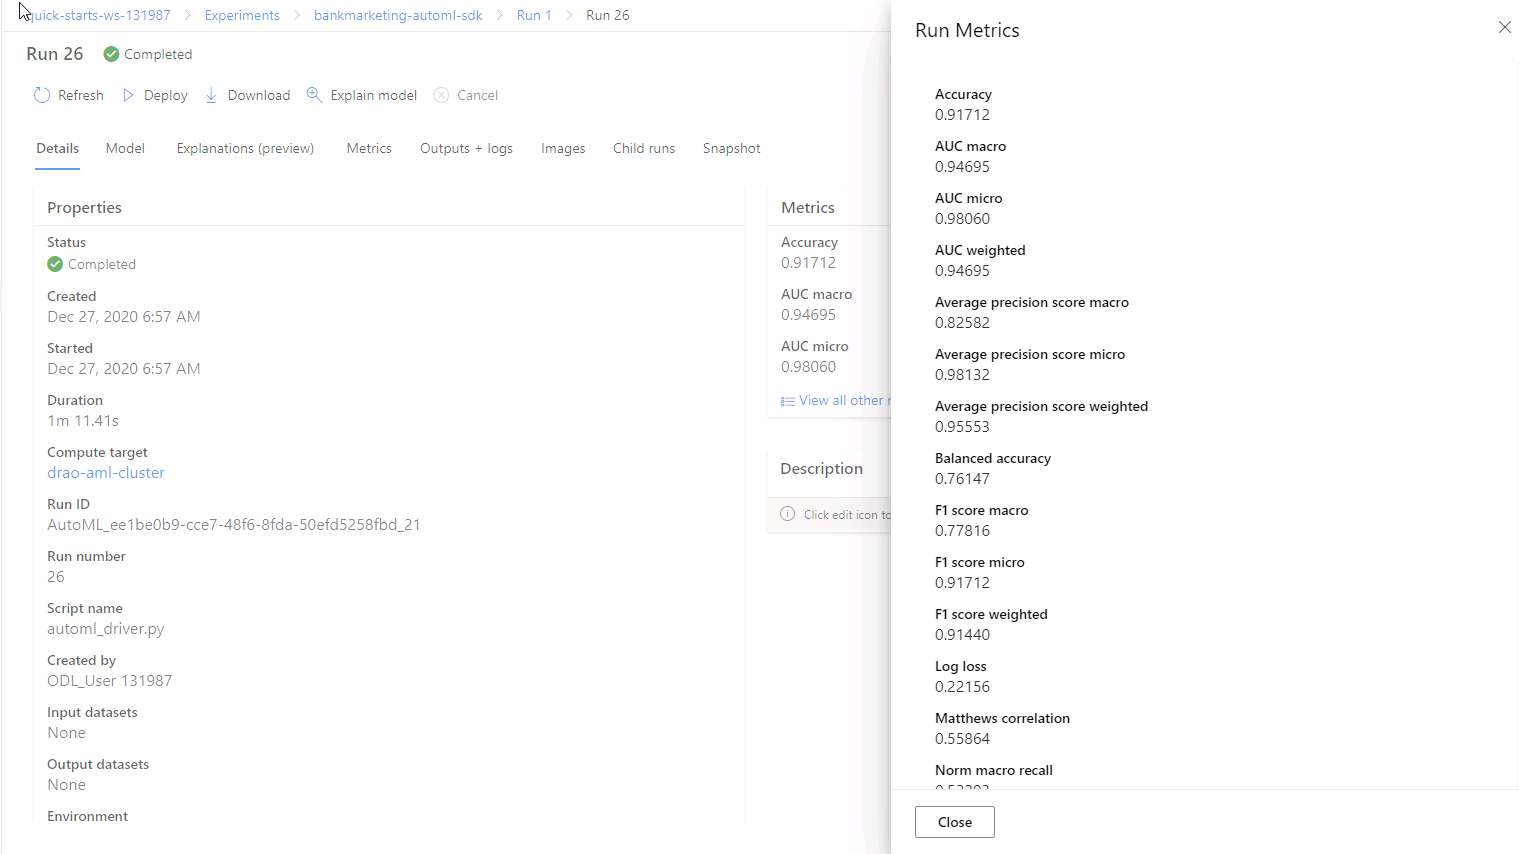 quick-starts-ws-131987 > Experiments > bankmarketing-automl-sdk > Run 1 > Run 26
Run 26 Completed
Refresh Deploy Download Explain model Cancel
Details Model Explanations (preview) Metrics Outputs + logs Images Child runs Snapshot
Properties
Status
Completed
Created
Dec 27, 2020 6:57 AM
Started
Dec 27, 2020 6:57 AM
Duration
1m 11.41s
Compute target
drao-aml-cluster
Run ID
AutoML_ee1be0b9-cce7-48f6-8fda-50efd5258fbd_21
Run number
26
Script name
automl_driver.py
Created by
ODL_User 131987
Input datasets
None
Output datasets
None
Environment
Metrics
Accuracy
0.91712
AUC macro
0.94695
AUC micro
0.98060
View all other
Description
Click edit icon to
Run Metrics
Accuracy
0.91712
AUC macro
0.94695
AUC micro
0.98060
AUC weighted
0.94695
Average precision score macro
0.82582
Average precision score micro
0.98132
Average precision score weighted
0.95553
Balanced accuracy
0.76147
F1 score macro
0.77816
F1 score micro
0.91712
F1 score weighted
0.91440
Log loss
0.22156
Matthews correlation
0.55864
Norm macro recall
Close